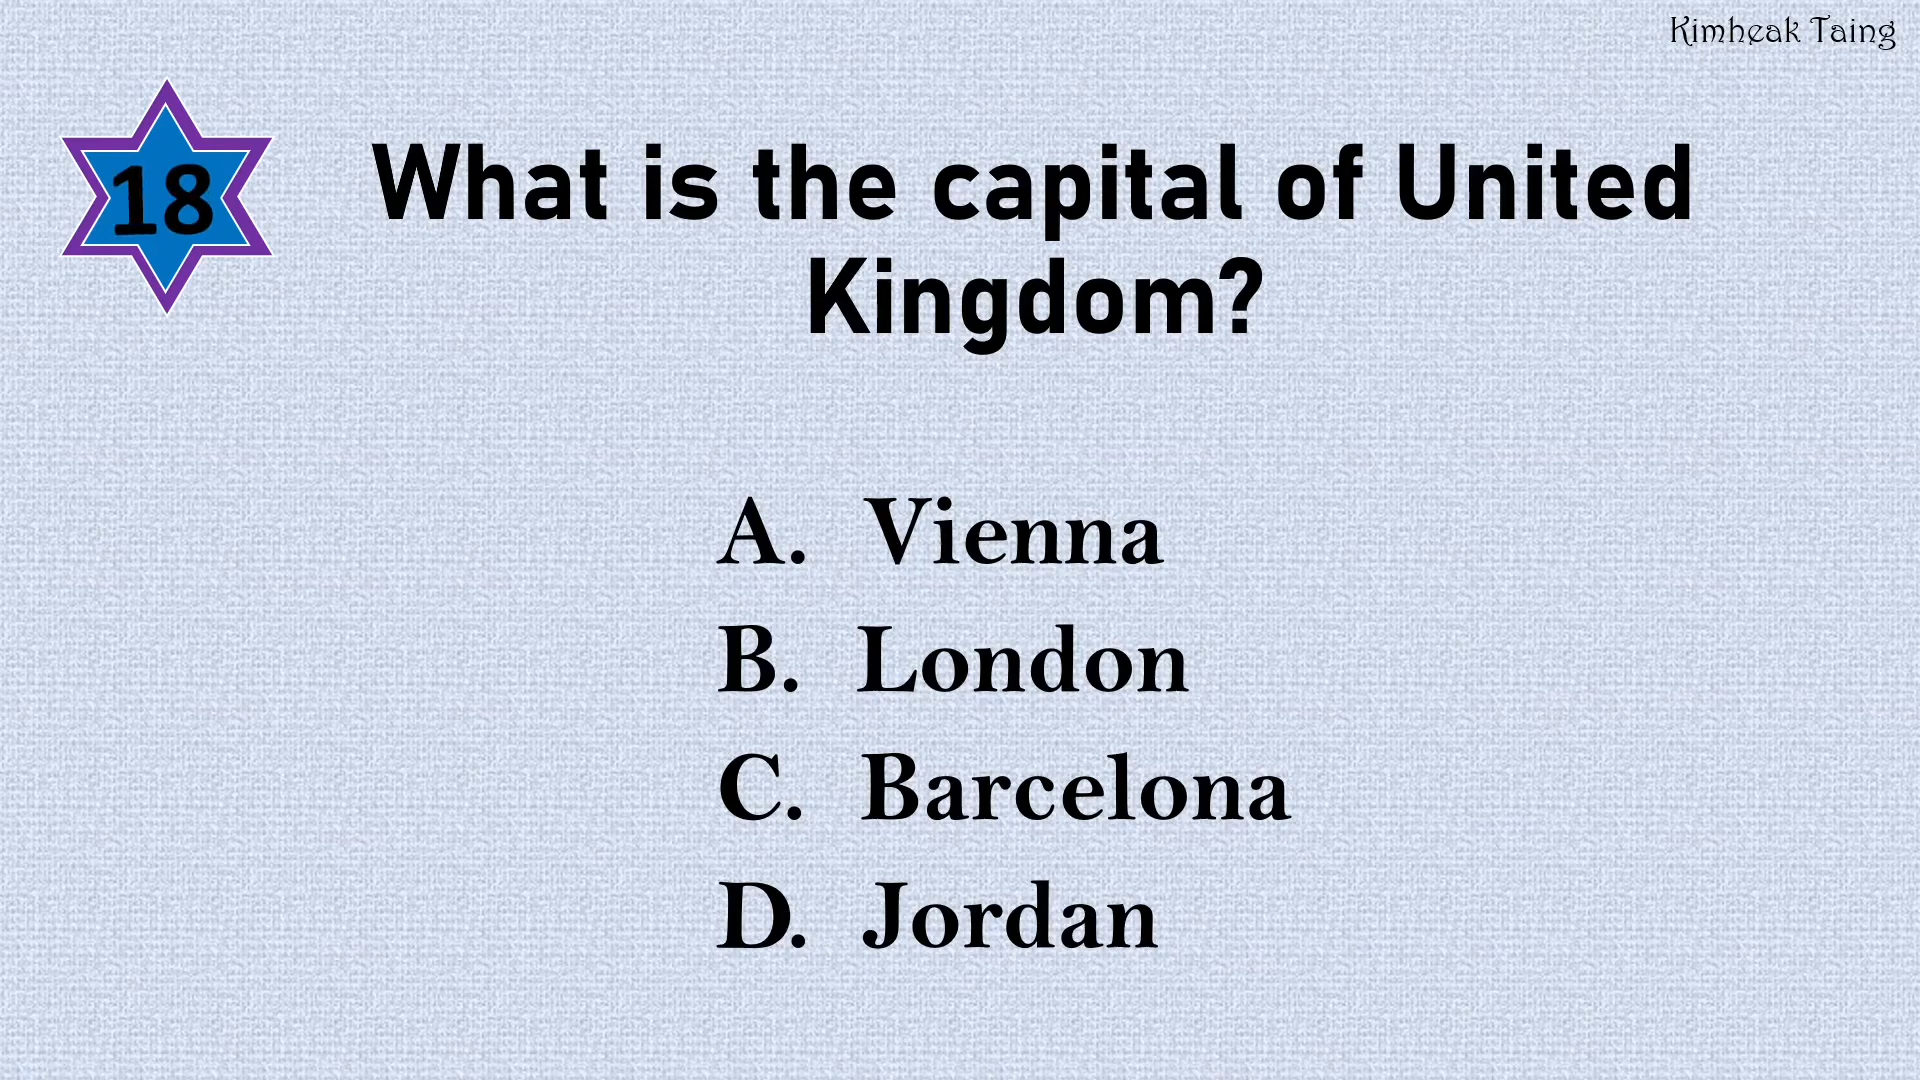 Kimheak Taing
18
What is the capital of United
Kingdom?
A. Vienna
B. London
C. Barcelona
D. Jordan